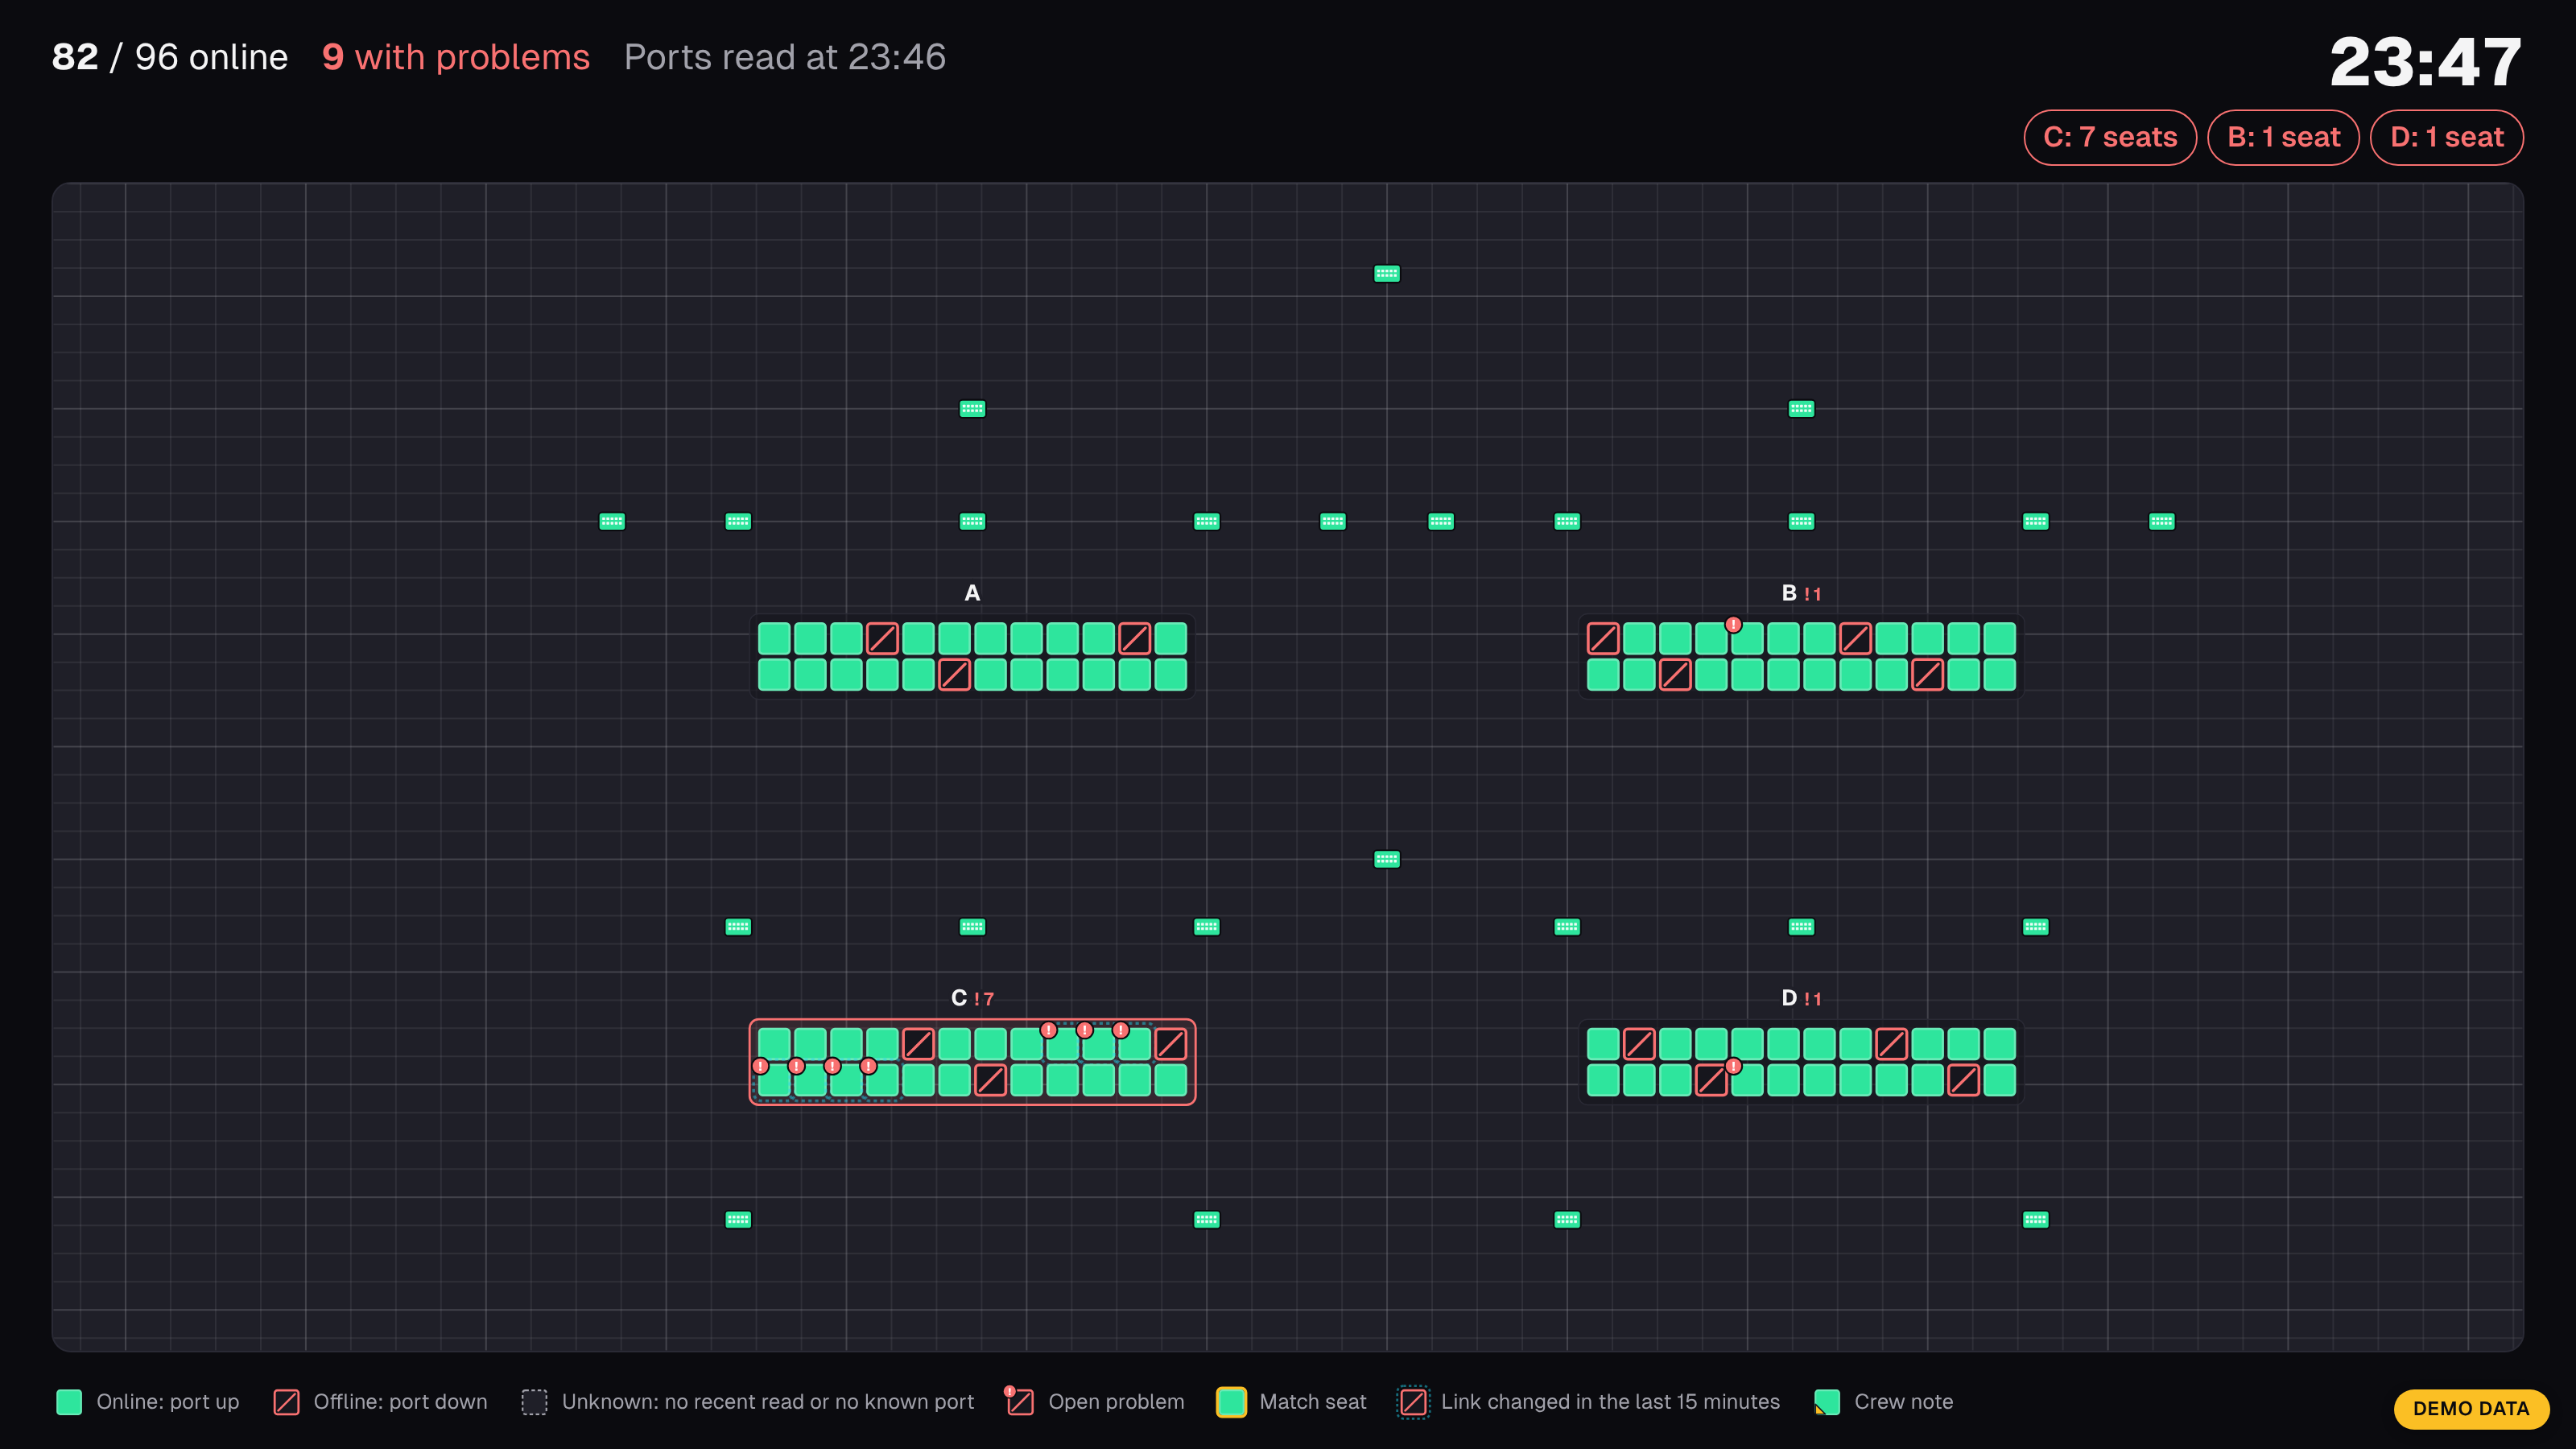 82 / 96 online 9 with problems Ports read at 23:46
23:47
C: 7 seats B: 1 seat D: 1 seat
A
B !1
C !7
D !1
Online: port up Offline: port down Unknown: no recent read or no known port Open problem Match seat Link changed in the last 15 minutes Crew note
DEMO DATA